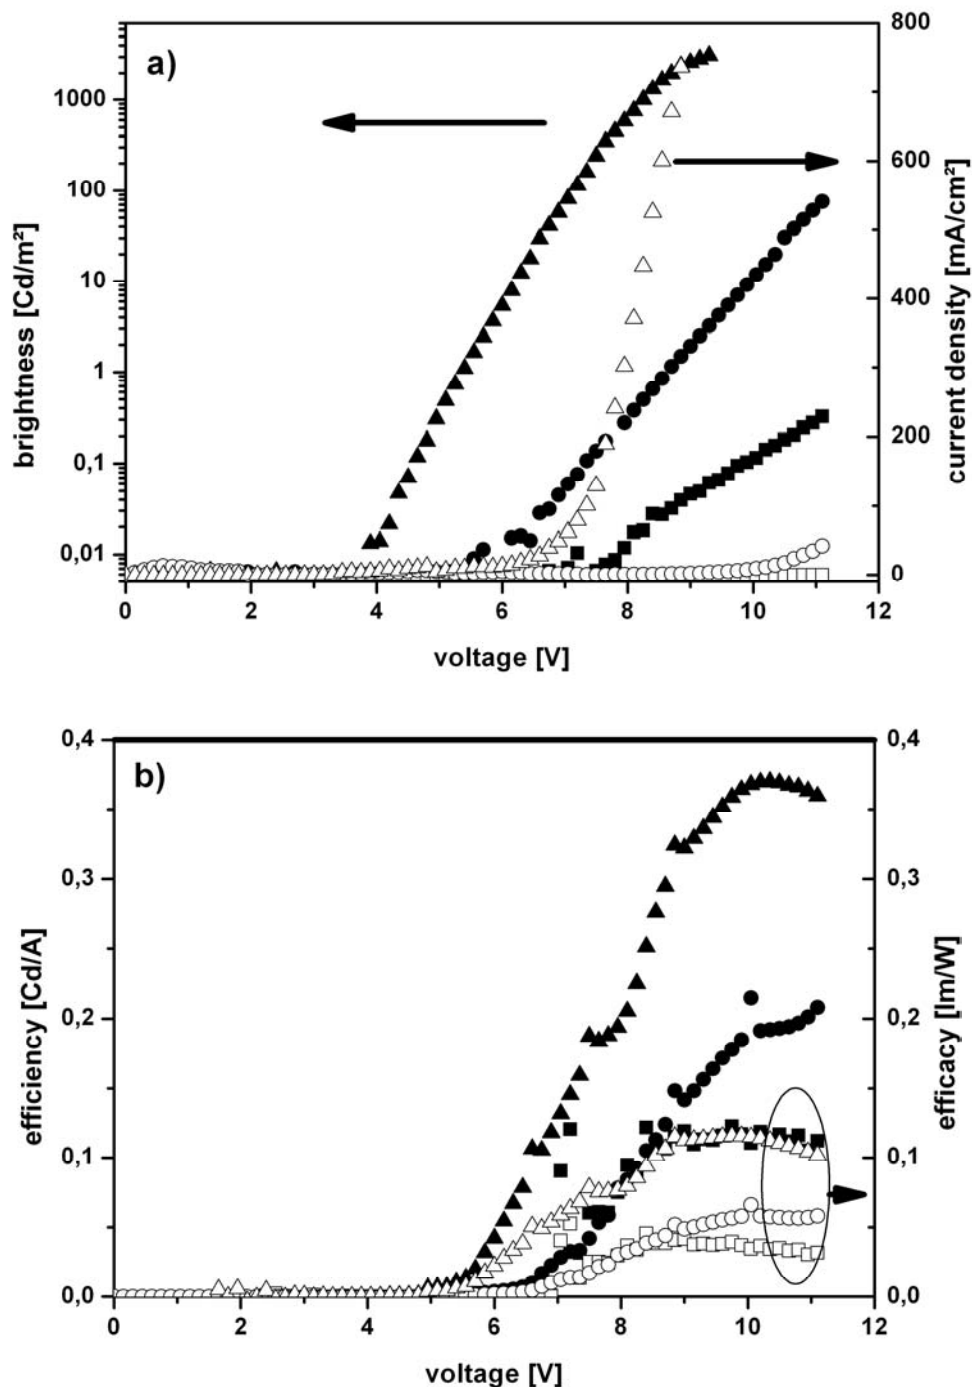 a)
brightness [Cd/m²]
1000
100
10
1
0,1
0,01
800
600
400
200
0
current density [mA/cm²]
0 2 4 6 8 10 12
voltage [V]
b)
efficiency [Cd/A]
0,4
0,3
0,2
0,1
0,0
0,4
0,3
0,2
0,1
0,0
efficacy [lm/W]
0 2 4 6 8 10 12
voltage [V]